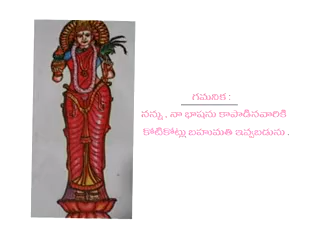 గమనిక :
నన్ను , నా భాషను కాపాడినవారికి
కోటికోట్లు బహుమతి ఇవ్వబడును .